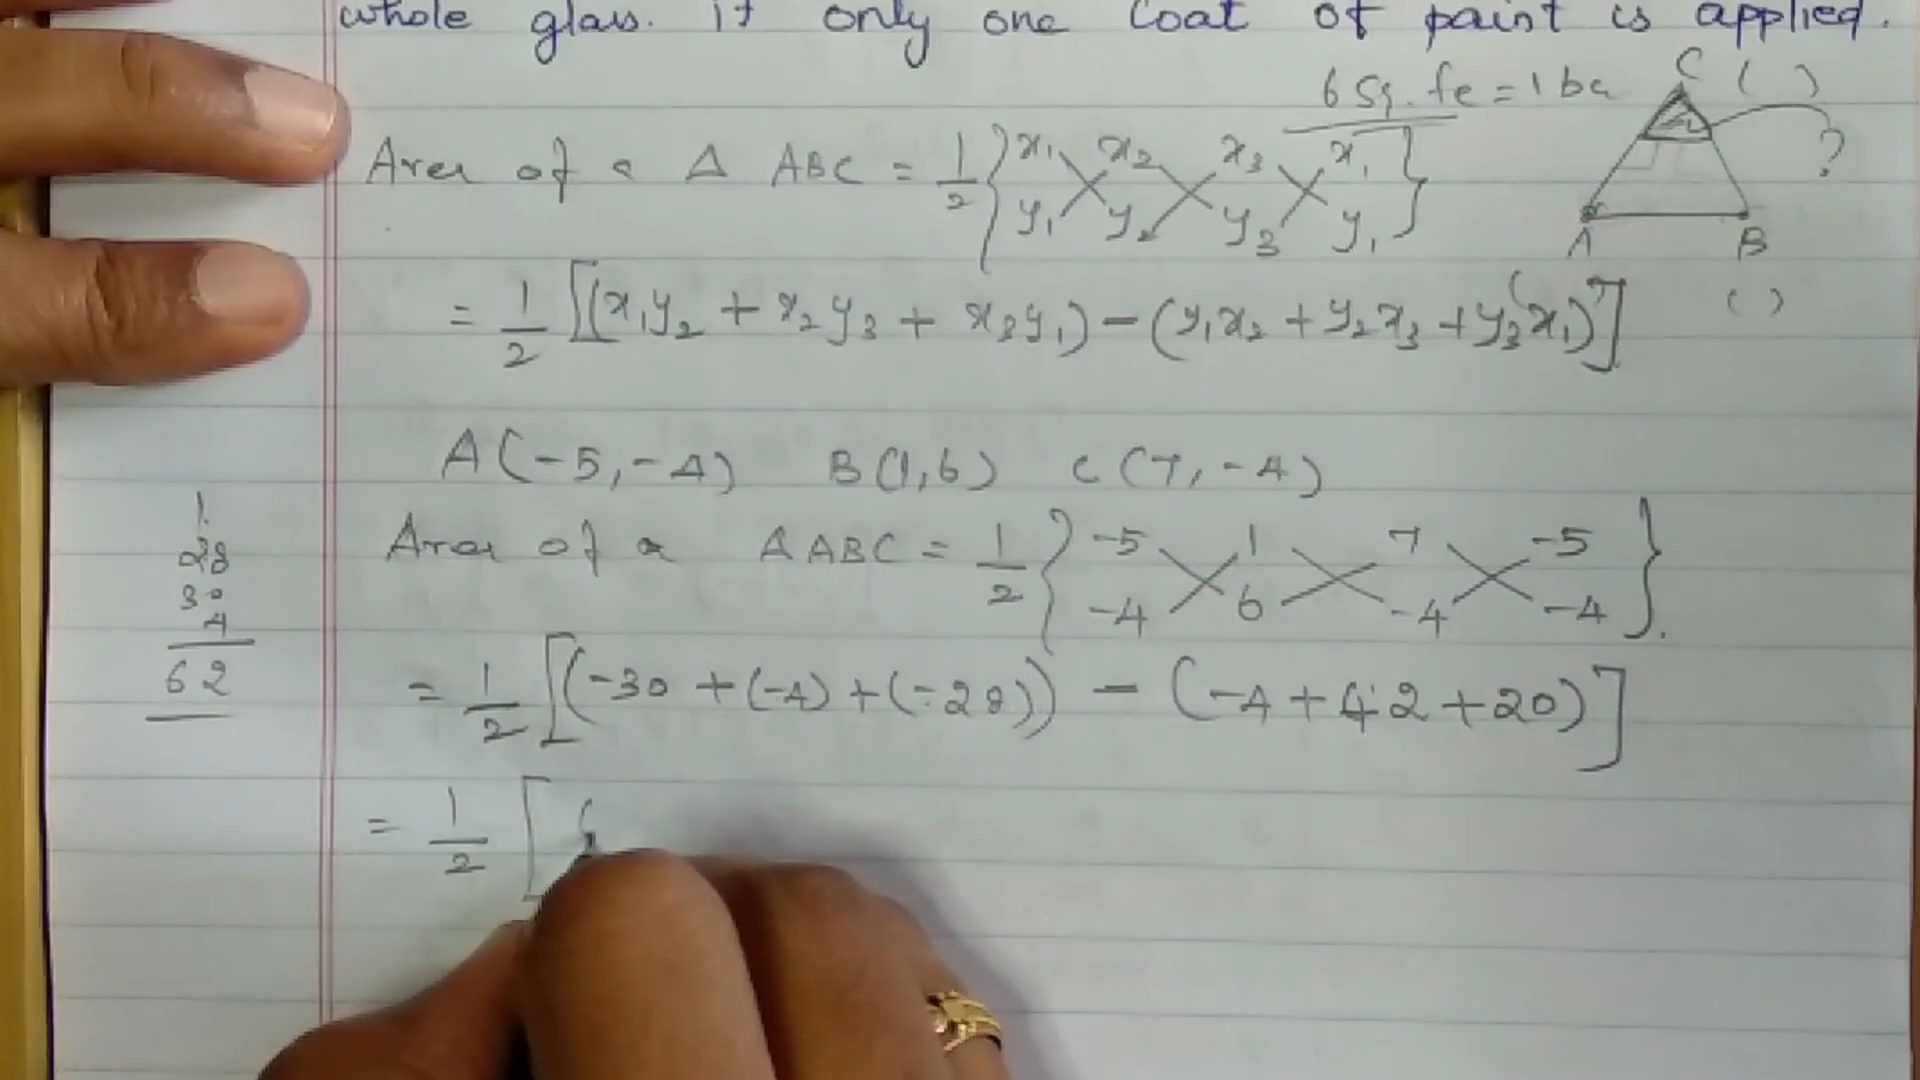 whole glass. if only one coat of paint is applied.
6 Sq. fe = 1 bu
C ( )
?
A B
( )
Area of a Δ ABC = 1/2 { x₁ x₂ x₃ x₁
y₁ y₂ y₃ y₁ }
= 1/2 [(x₁y₂ + x₂y₃ + x₃y₁) - (y₁x₂ + y₂x₃ + y₃x₁)]
A(-5,-4) B(1,6) C(7,-4)
Area of a ΔABC = 1/2 { -5 1 7 -5
-4 6 -4 -4 }.
= 1/2 [(-30 + (-4) + (-28)) - (-4 + 42 + 20)]
= 1/2 [
1
28
30
4
62